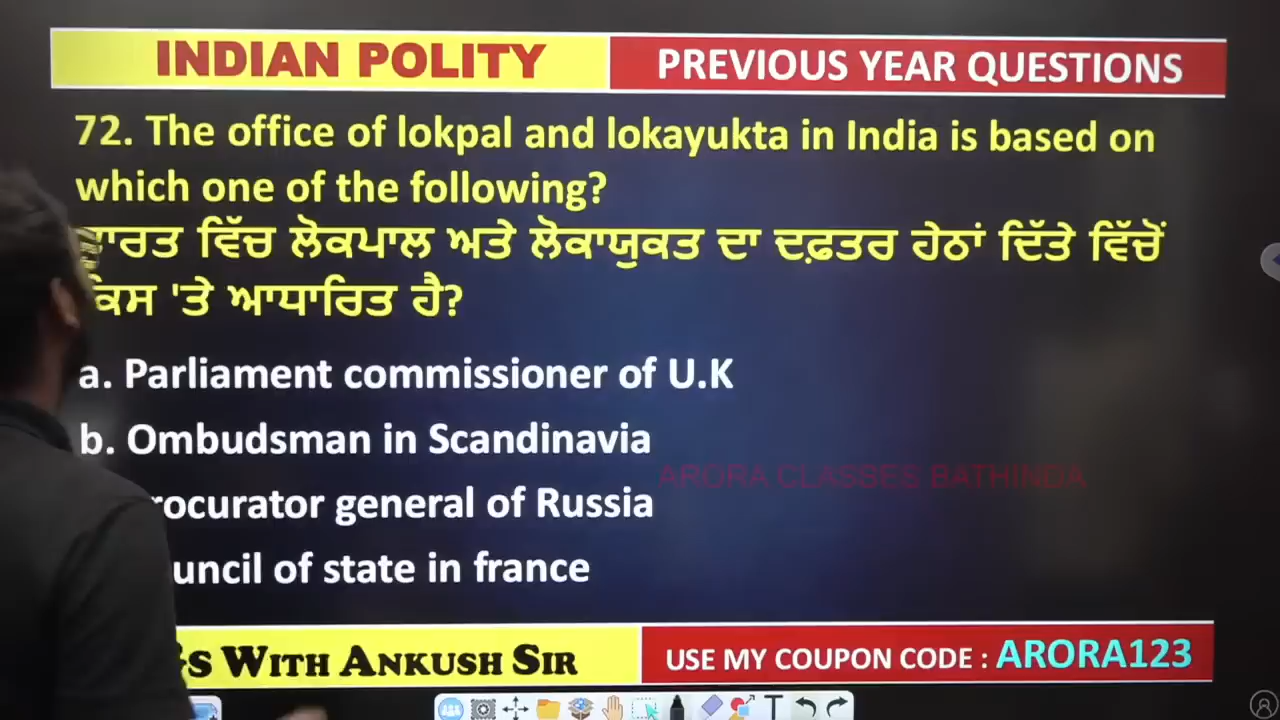 INDIAN POLITY
PREVIOUS YEAR QUESTIONS
72. The office of lokpal and lokayukta in India is based on
which one of the following?
ਵਿੱਚ ਲੋਕਪਾਲ ਅਤੇ ਲੋਕਾਯੁਕਤ ਦਾ ਦਫ਼ਤਰ ਹੇਠਾਂ ਦਿੱਤੇ ਵਿੱਚੋਂ
'ਤੇ ਆਧਾਰਿਤ ਹੈ?
a. Parliament commissioner of U.K
b. Ombudsman in Scandinavia
general of Russia
of state in france
ARORA CLASSES BATHINDA
WITH ANKUSH SIR
USE MY COUPON CODE : ARORA123